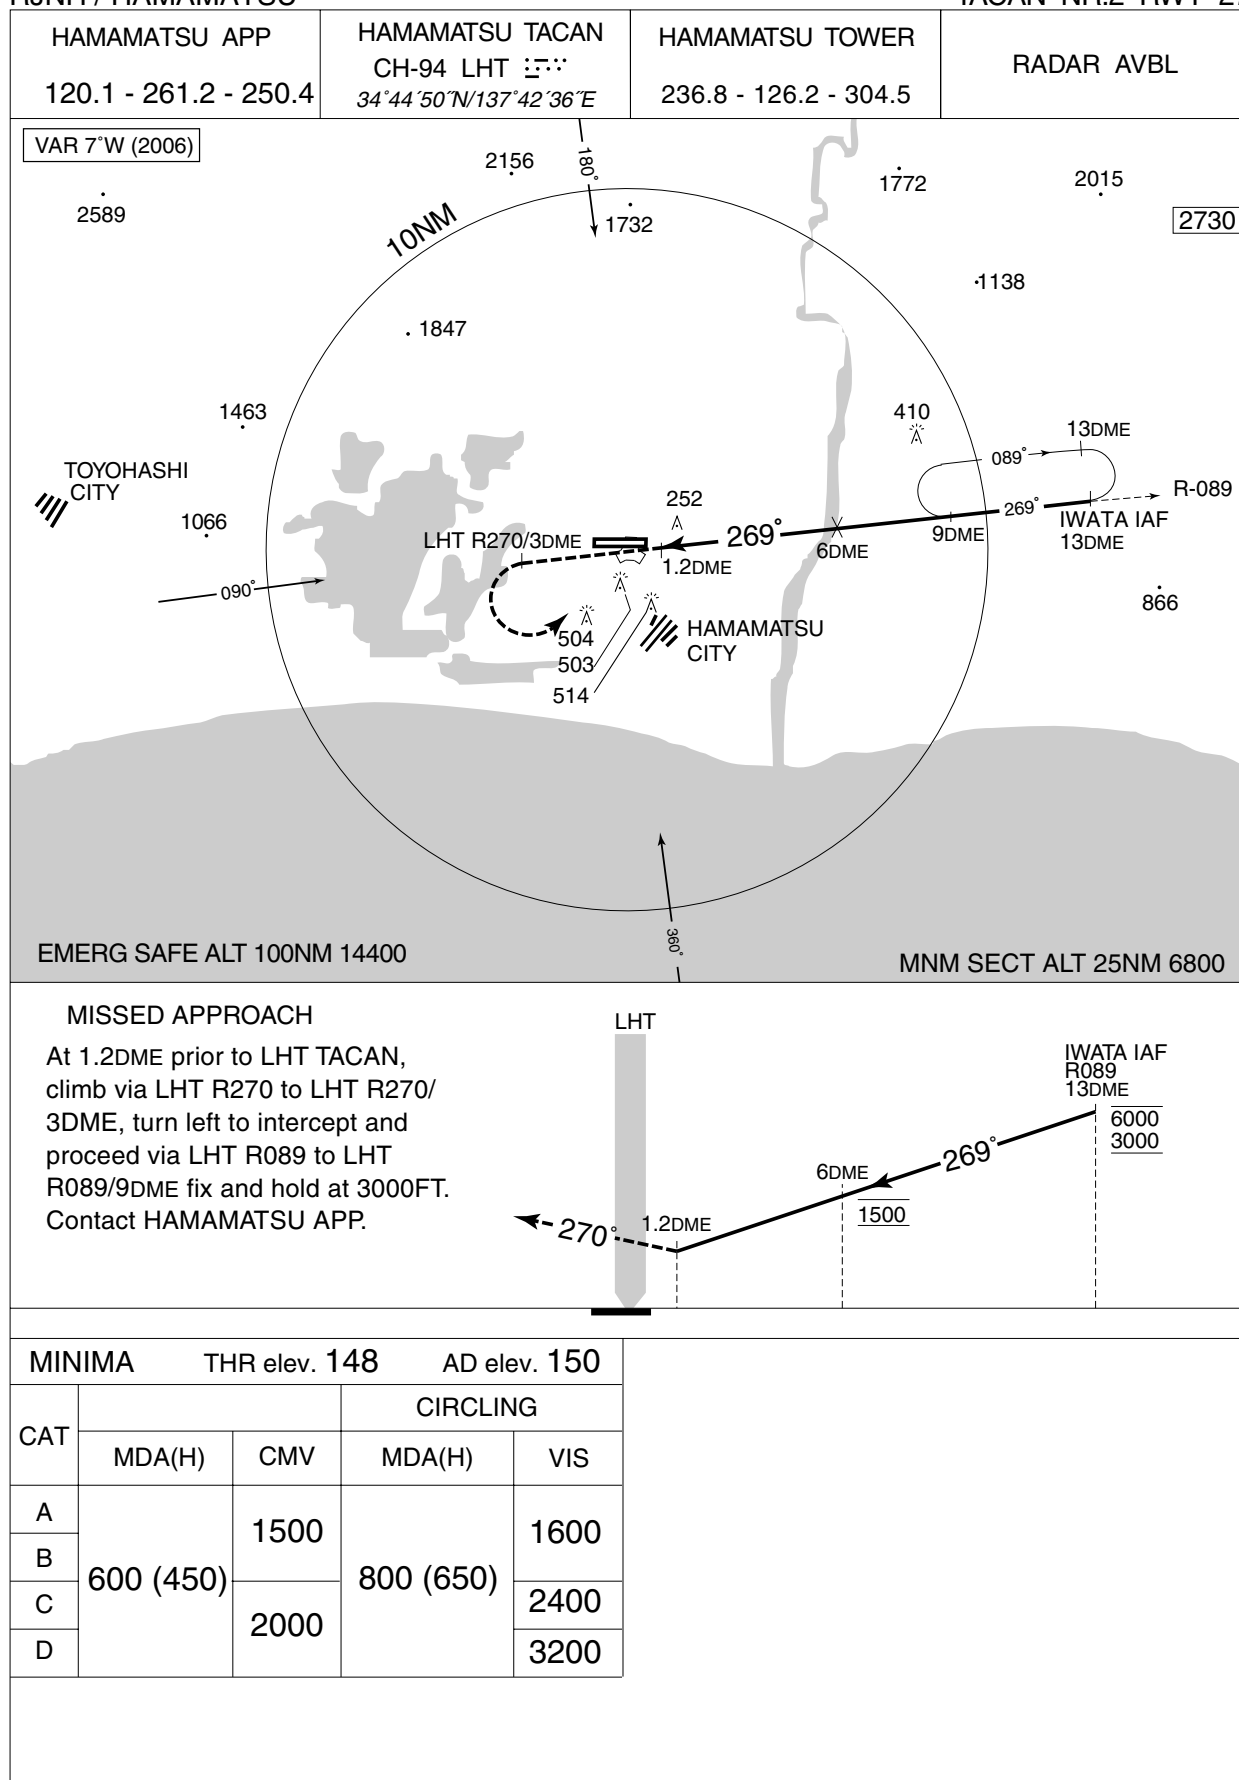 HAMAMATSU APP
120.1 - 261.2 - 250.4
HAMAMATSU TACAN
CH-94 LHT
34˚44´50˝N/137˚42´36˝E
HAMAMATSU TOWER
236.8 - 126.2 - 304.5
RADAR AVBL
VAR 7˚W (2006)
2589
2156
180˚
1732
1772
2015
2730
10NM
1138
1847
1463
410
13DME
089˚
TOYOHASHI
CITY
1066
252
R-089
269˚
IWATA IAF
13DME
LHT R270/3DME
269˚
6DME
9DME
1.2DME
090˚
866
504
503
514
HAMAMATSU
CITY
360˚
EMERG SAFE ALT 100NM 14400
MNM SECT ALT 25NM 6800
MISSED APPROACH
At 1.2DME prior to LHT TACAN,
climb via LHT R270 to LHT R270/
3DME, turn left to intercept and
proceed via LHT R089 to LHT
R089/9DME fix and hold at 3000FT.
Contact HAMAMATSU APP.
LHT
IWATA IAF
R089
13DME
6000
3000
269˚
6DME
1500
1.2DME
270˚
MINIMA THR elev. 148 AD elev. 150
CAT
CIRCLING
MDA(H) CMV MDA(H) VIS
A
B
C
D
600 (450)
1500
2000
800 (650)
1600
2400
3200